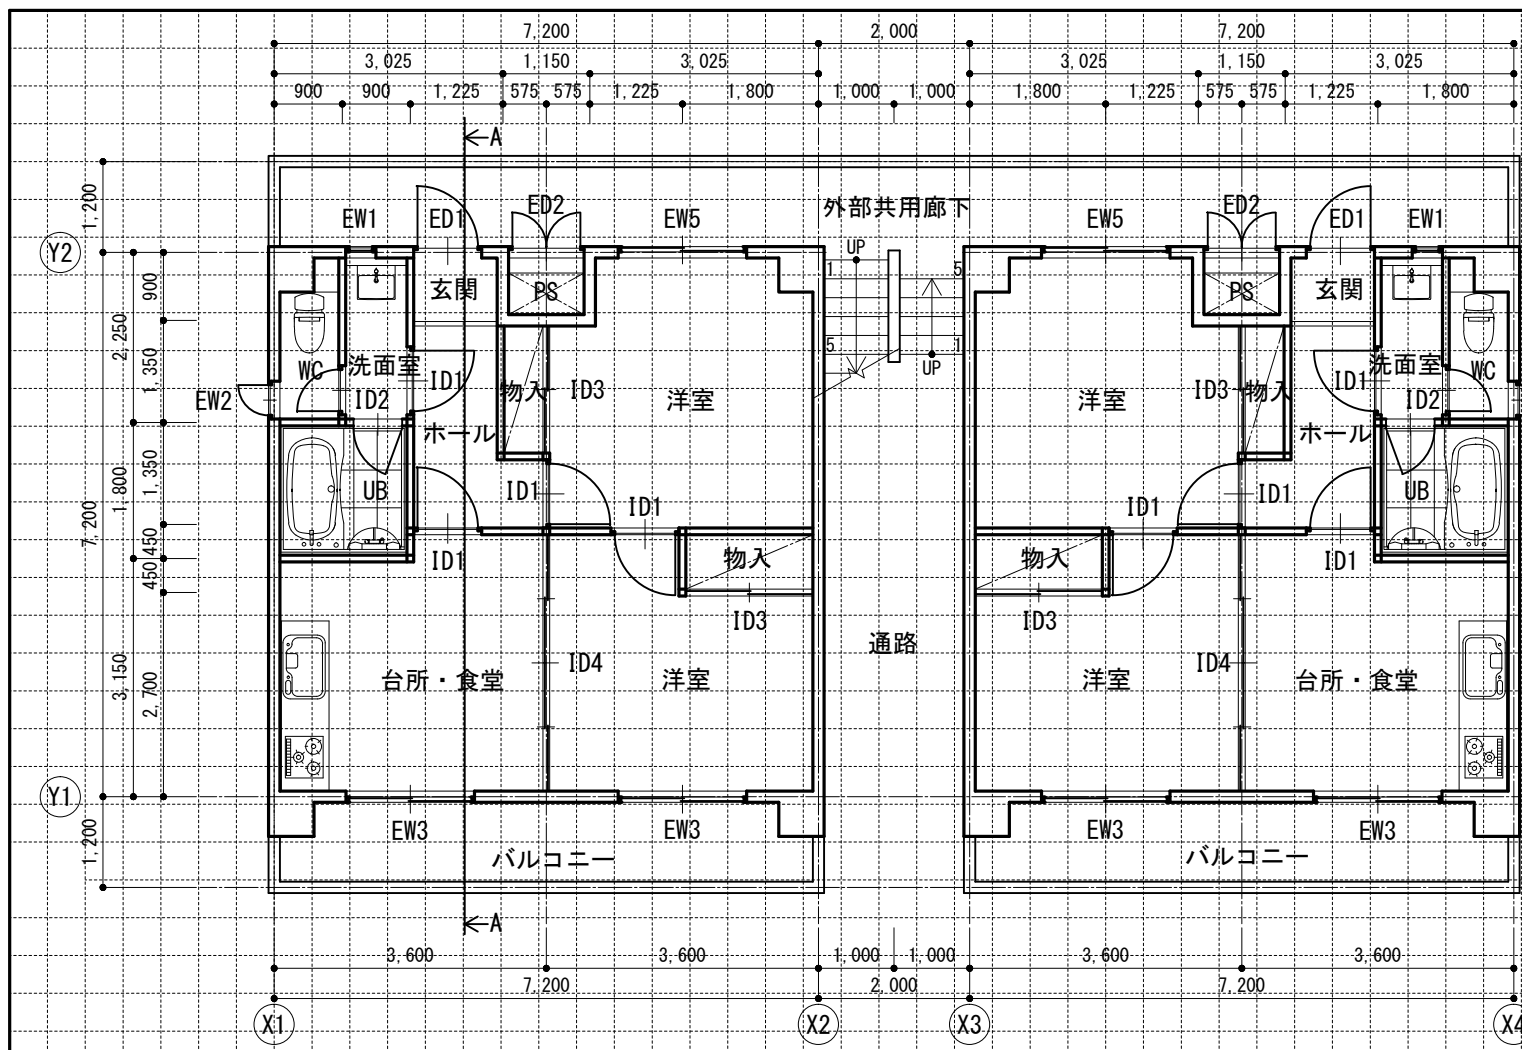 7,200 2,000 7,200
3,025 1,150 3,025 3,025 1,150 3,025
900 900 1,225 575 575 1,225 1,800 1,000 1,000 1,800 1,225 575 575 1,225 1,800
A
1,200
EW1 ED1 ED2 EW5 外部共用廊下 EW5 ED2 ED1 EW1
Y2
UP
1 5
900
玄関 PS PS 玄関
2,250
1,350
5 1
UP
WC 洗面室 ID1 物入 ID3 洋室 洋室 ID3 物入 ID1 洗面室 WC
EW2 ID2 ID2
ホール ホール
1,800
1,350
UB ID1 ID1 ID1 ID1 UB
7,200
450
ID1 物入 物入 ID1
450
ID3 ID3
通路
3,150
2,700
台所・食堂 ID4 洋室 洋室 ID4 台所・食堂
Y1
1,200
EW3 EW3 EW3 EW3
バルコニー バルコニー
A
3,600 3,600 1,000 1,000 3,600 3,600
7,200 2,000 7,200
X1 X2 X3 X4